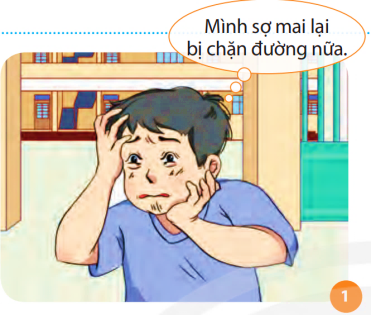 Mình sợ mai lại
bị chặn đường nữa.
1